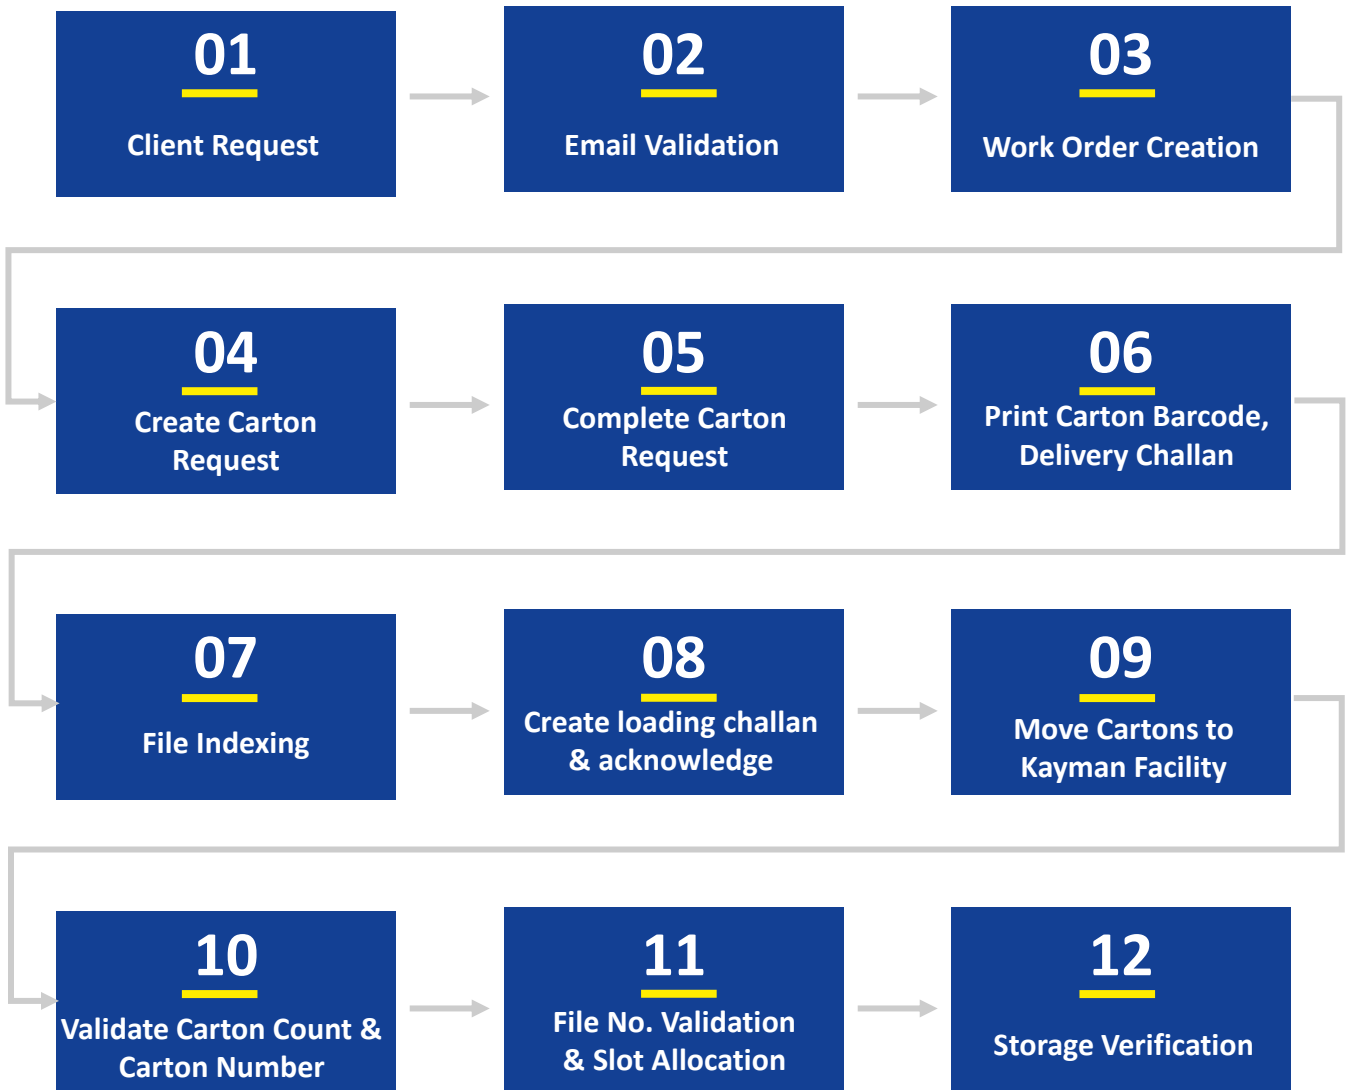 01
Client Request
02
Email Validation
03
Work Order Creation
04
Create Carton
Request
05
Complete Carton
Request
06
Print Carton Barcode,
Delivery Challan
07
File Indexing
08
Create loading challan
& acknowledge
09
Move Cartons to
Kayman Facility
10
Validate Carton Count &
Carton Number
11
File No. Validation
& Slot Allocation
12
Storage Verification